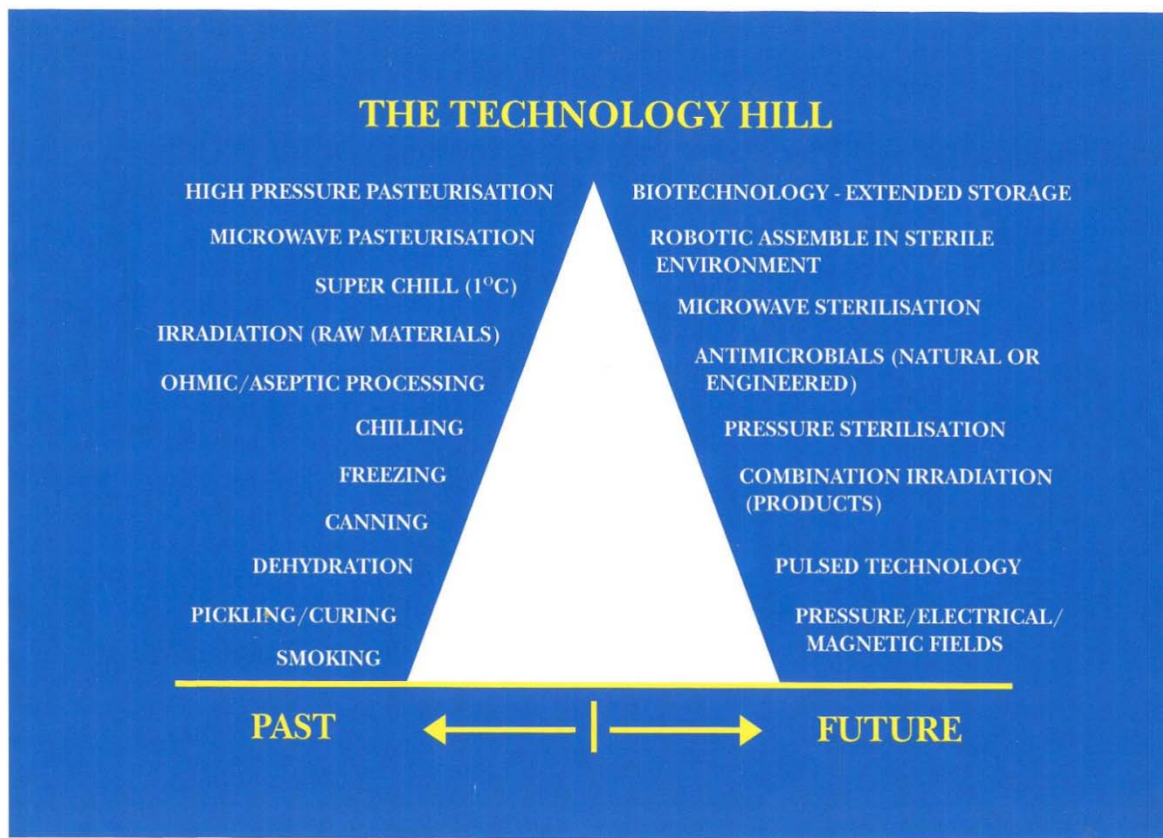 THE TECHNOLOGY HILL
HIGH PRESSURE PASTEURISATION
MICROWAVE PASTEURISATION
SUPER CHILL (1°C)
IRRADIATION (RAW MATERIALS)
OHMIC/ASEPTIC PROCESSING
CHILLING
FREEZING
CANNING
DEHYDRATION
PICKLING/CURING
SMOKING
BIOTECHNOLOGY - EXTENDED STORAGE
ROBOTIC ASSEMBLE IN STERILE
ENVIRONMENT
MICROWAVE STERILISATION
ANTIMICROBIALS (NATURAL OR
ENGINEERED)
PRESSURE STERILISATION
COMBINATION IRRADIATION
(PRODUCTS)
PULSED TECHNOLOGY
PRESSURE/ELECTRICAL/
MAGNETIC FIELDS
PAST
FUTURE